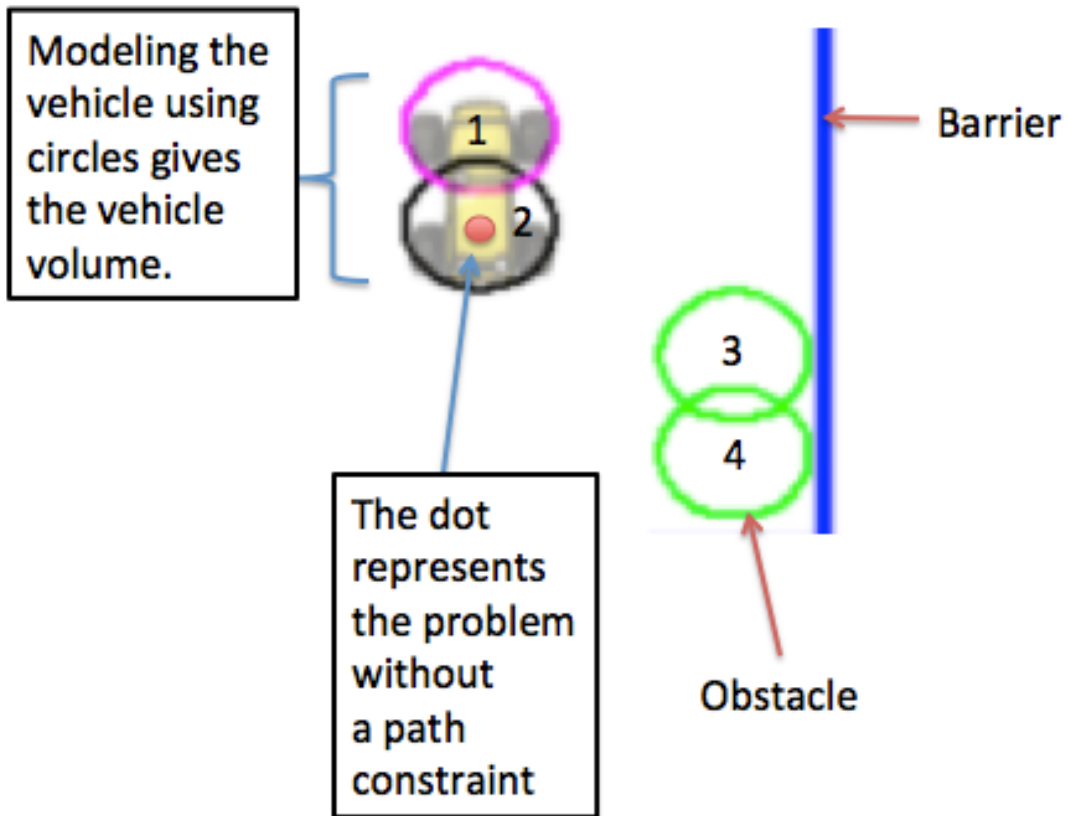 Modeling the
vehicle using
circles gives
the vehicle
volume.
1
2
Barrier
3
4
The dot
represents
the problem
without
a path
constraint
Obstacle